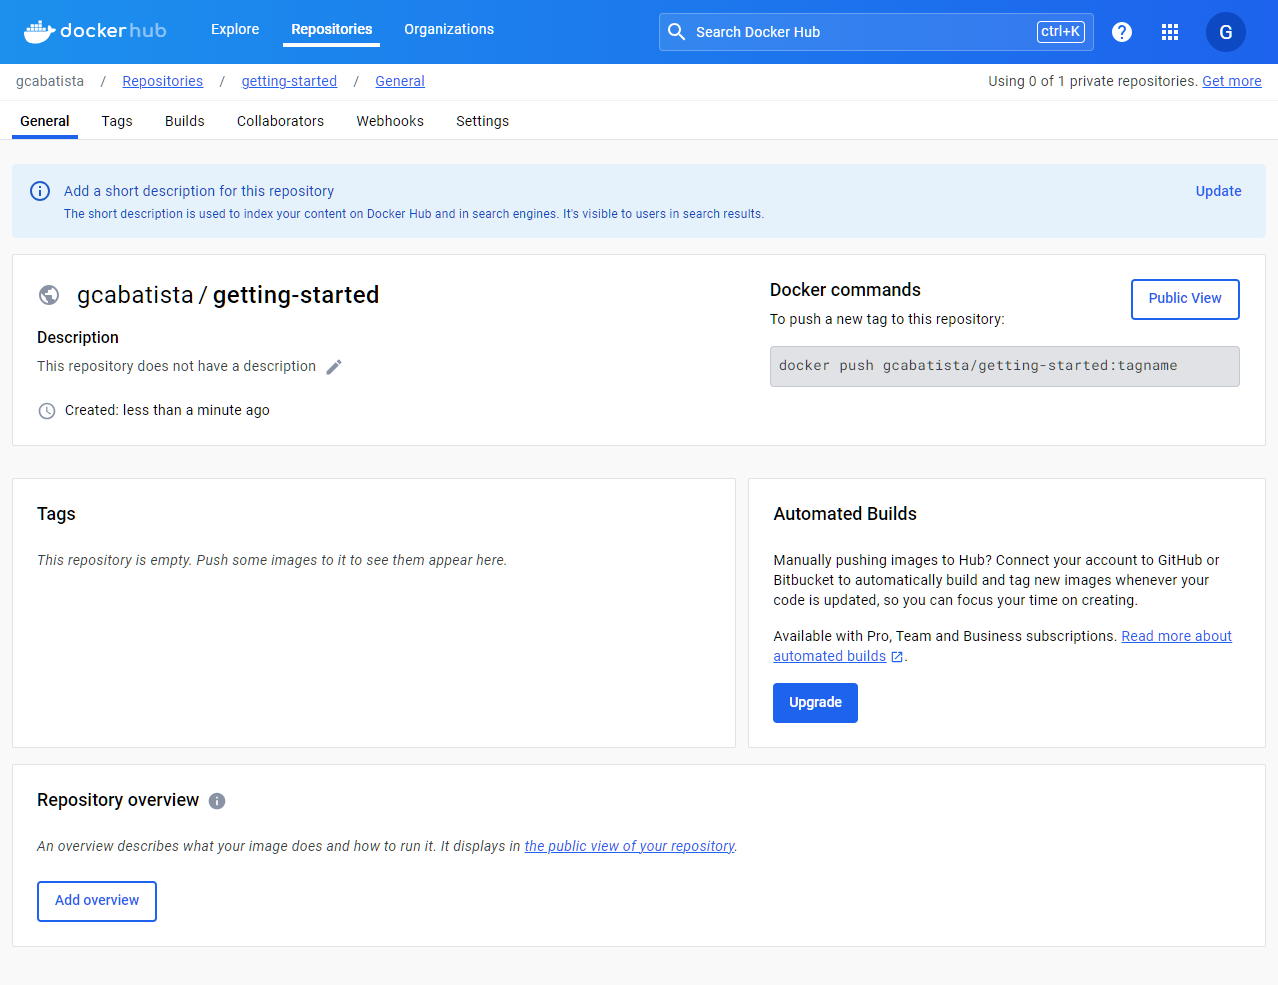 dockerhub Explore Repositories Organizations Search Docker Hub ctrl+K G
gcabatista / Repositories / getting-started / General Using 0 of 1 private repositories. Get more
General Tags Builds Collaborators Webhooks Settings
Add a short description for this repository Update
The short description is used to index your content on Docker Hub and in search engines. It's visible to users in search results.
gcabatista / getting-started
Description
This repository does not have a description
Created: less than a minute ago
Docker commands
Public View
To push a new tag to this repository:
docker push gcabatista/getting-started:tagname
Tags
This repository is empty. Push some images to it to see them appear here.
Automated Builds
Manually pushing images to Hub? Connect your account to GitHub or
Bitbucket to automatically build and tag new images whenever your
code is updated, so you can focus your time on creating.
Available with Pro, Team and Business subscriptions. Read more about
automated builds.
Upgrade
Repository overview
An overview describes what your image does and how to run it. It displays in the public view of your repository.
Add overview